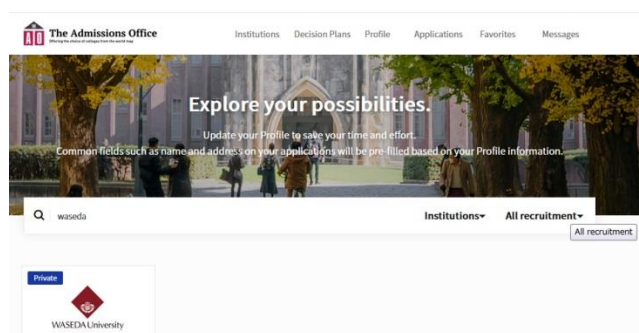 The Admissions Office
Offering the choice of colleges from the world map
Institutions Decision Plans Profile Applications Favorites Messages
Explore your possibilities.
Update your Profile to save your time and effort.
Common fields such as name and address on your applications will be pre-filled based on your Profile information.
waseda Institutions All recruitment
All recruitment
Private
WASEDA University